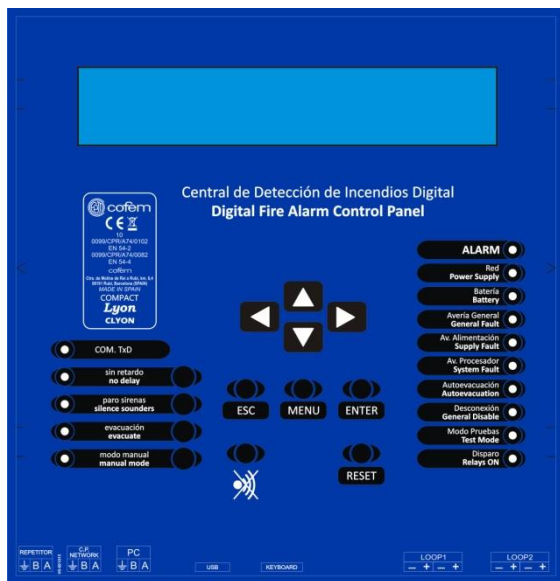 Central de Detección de Incendios Digital
Digital Fire Alarm Control Panel
cofem
CE
10
0099/CPR/A74/0102
EN 54-2
0099/CPR/A74/0082
EN 54-4
cofem
08191 Rubí, Barcelona (SPAIN)
MADE IN SPAIN
COMPACT
Lyon
CLYON
ALARM
Red
Power Supply
Batería
Battery
Avería General
General Fault
Av. Alimentación
Supply Fault
Av. Procesador
System Fault
Autoevacuación
Autoevacuation
Desconexión
General Disable
Modo Pruebas
Test Mode
Disparo
Relays ON
COM. TxD
sin retardo
no delay
paro sirenas
silence sounders
evacuación
evacuate
modo manual
manual mode
ESC
MENU
ENTER
RESET
REPETITOR
B A
C.P.
NETWORK
B A
PC
B A
USB
KEYBOARD
LOOP1
– + – +
LOOP2
– + – +